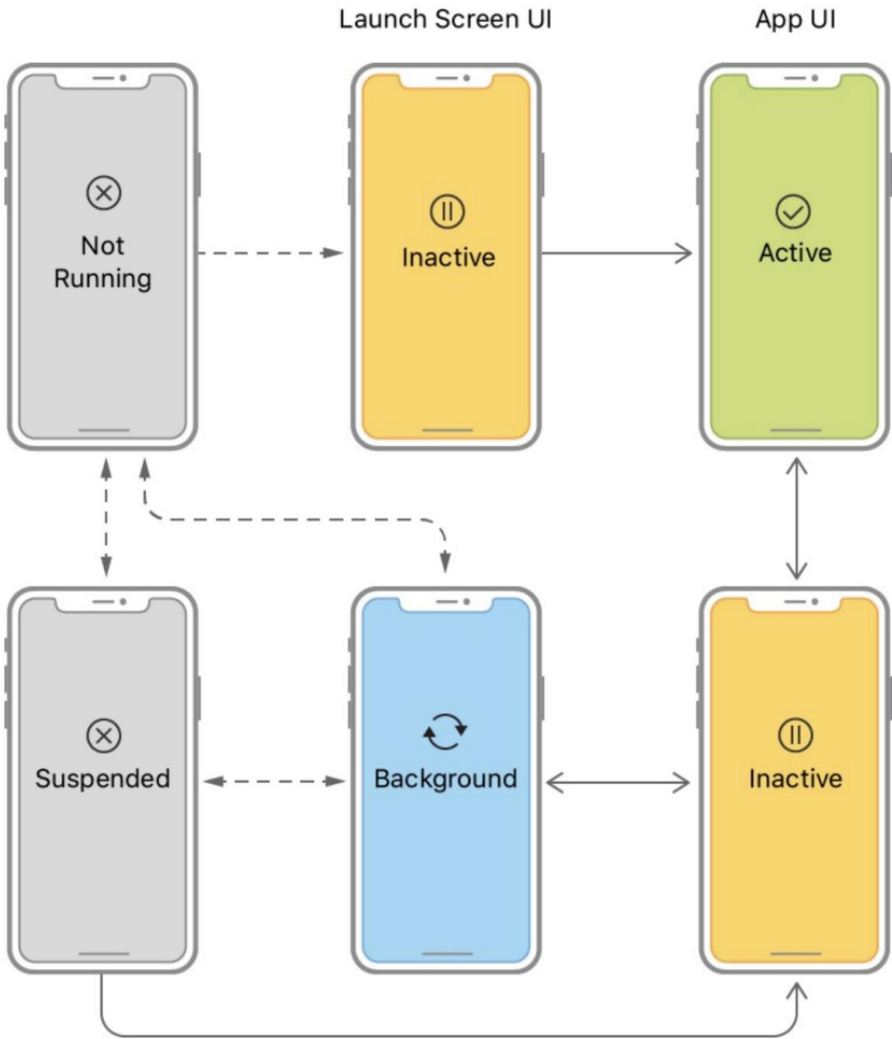 Launch Screen UI
App UI
Not
Running
Inactive
Active
Suspended
Background
Inactive